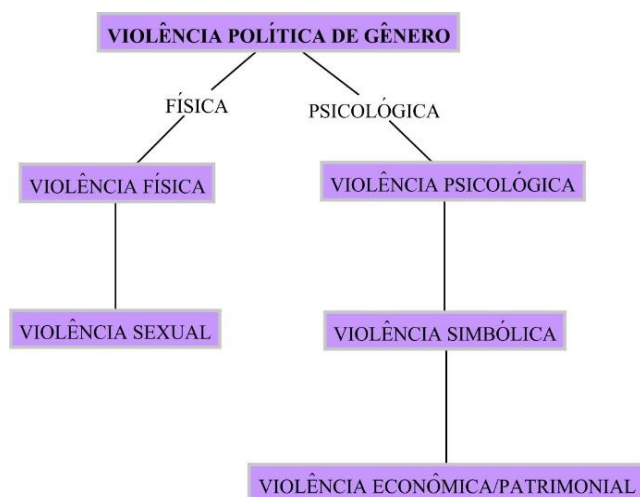 VIOLÊNCIA POLÍTICA DE GÊNERO
FÍSICA
PSICOLÓGICA
VIOLÊNCIA FÍSICA
VIOLÊNCIA PSICOLÓGICA
VIOLÊNCIA SEXUAL
VIOLÊNCIA SIMBÓLICA
VIOLÊNCIA ECONÔMICA/PATRIMONIAL